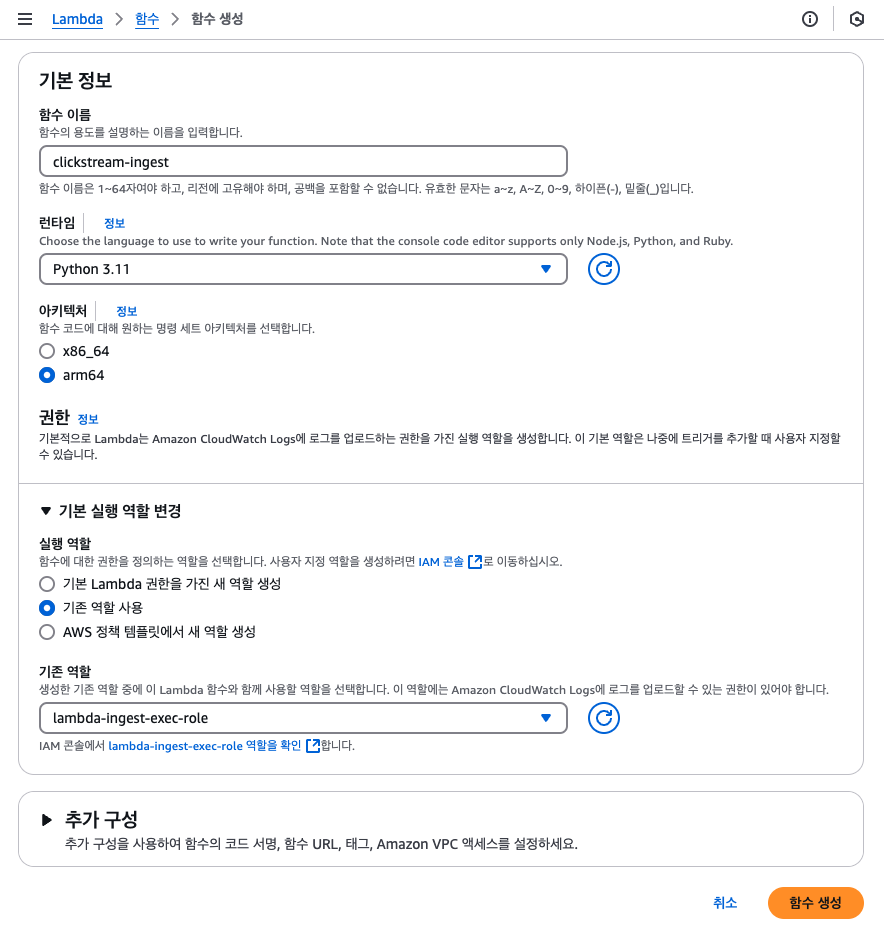 Lambda > 함수 > 함수 생성
기본 정보
함수 이름
함수의 용도를 설명하는 이름을 입력합니다.
clickstream-ingest
함수 이름은 1~64자여야 하고, 리전에 고유해야 하며, 공백을 포함할 수 없습니다. 유효한 문자는 a~z, A~Z, 0~9, 하이픈(-), 밑줄(_)입니다.
런타임 정보
Choose the language to use to write your function. Note that the console code editor supports only Node.js, Python, and Ruby.
Python 3.11
아키텍처 정보
함수 코드에 대해 원하는 명령 세트 아키텍처를 선택합니다.
x86_64
arm64
권한 정보
기본적으로 Lambda는 Amazon CloudWatch Logs에 로그를 업로드하는 권한을 가진 실행 역할을 생성합니다. 이 기본 역할은 나중에 트리거를 추가할 때 사용자 지정할
수 있습니다.
기본 실행 역할 변경
실행 역할
함수에 대한 권한을 정의하는 역할을 선택합니다. 사용자 지정 역할을 생성하려면 IAM 콘솔 로 이동하십시오.
기본 Lambda 권한을 가진 새 역할 생성
기존 역할 사용
AWS 정책 템플릿에서 새 역할 생성
기존 역할
생성한 기존 역할 중에 이 Lambda 함수와 함께 사용할 역할을 선택합니다. 이 역할에는 Amazon CloudWatch Logs에 로그를 업로드할 수 있는 권한이 있어야 합니다.
lambda-ingest-exec-role
IAM 콘솔에서 lambda-ingest-exec-role 역할을 확인 합니다.
추가 구성
추가 구성을 사용하여 함수의 코드 서명, 함수 URL, 태그, Amazon VPC 액세스를 설정하세요.
취소 함수 생성